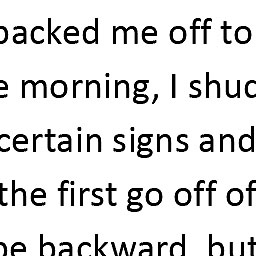 packed me off to
e morning, I shud
certain signs and
the first go off of
be backward, but